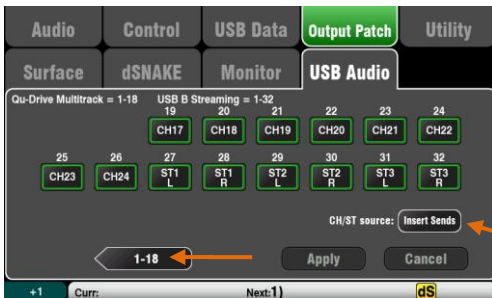 Audio Control USB Data Output Patch Utility
Surface dSNAKE Monitor USB Audio
Qu-Drive Multitrack = 1-18 USB B Streaming = 1-32
19 20 21 22 23 24
CH17 CH18 CH19 CH20 CH21 CH22
25 26 27 28 29 30 31 32
CH23 CH24 ST1 L ST1 R ST2 L ST2 R ST3 L ST3 R
CH/ST source: Insert Sends
1-18 Apply Cancel
+1 Curr: Next:1) dS